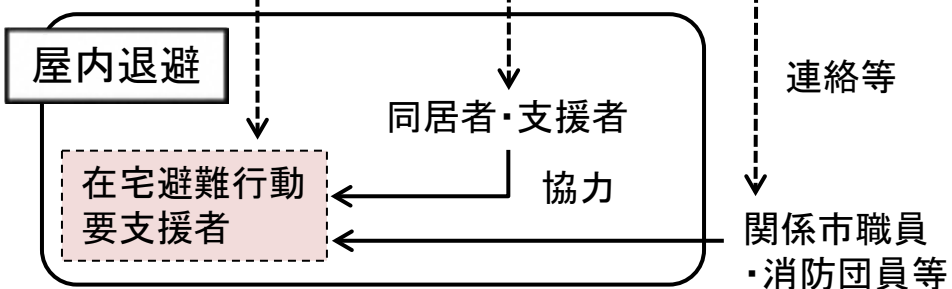 屋内退避
連絡等
同居者・支援者
在宅避難行動
要支援者
協力
関係市職員
・消防団員等